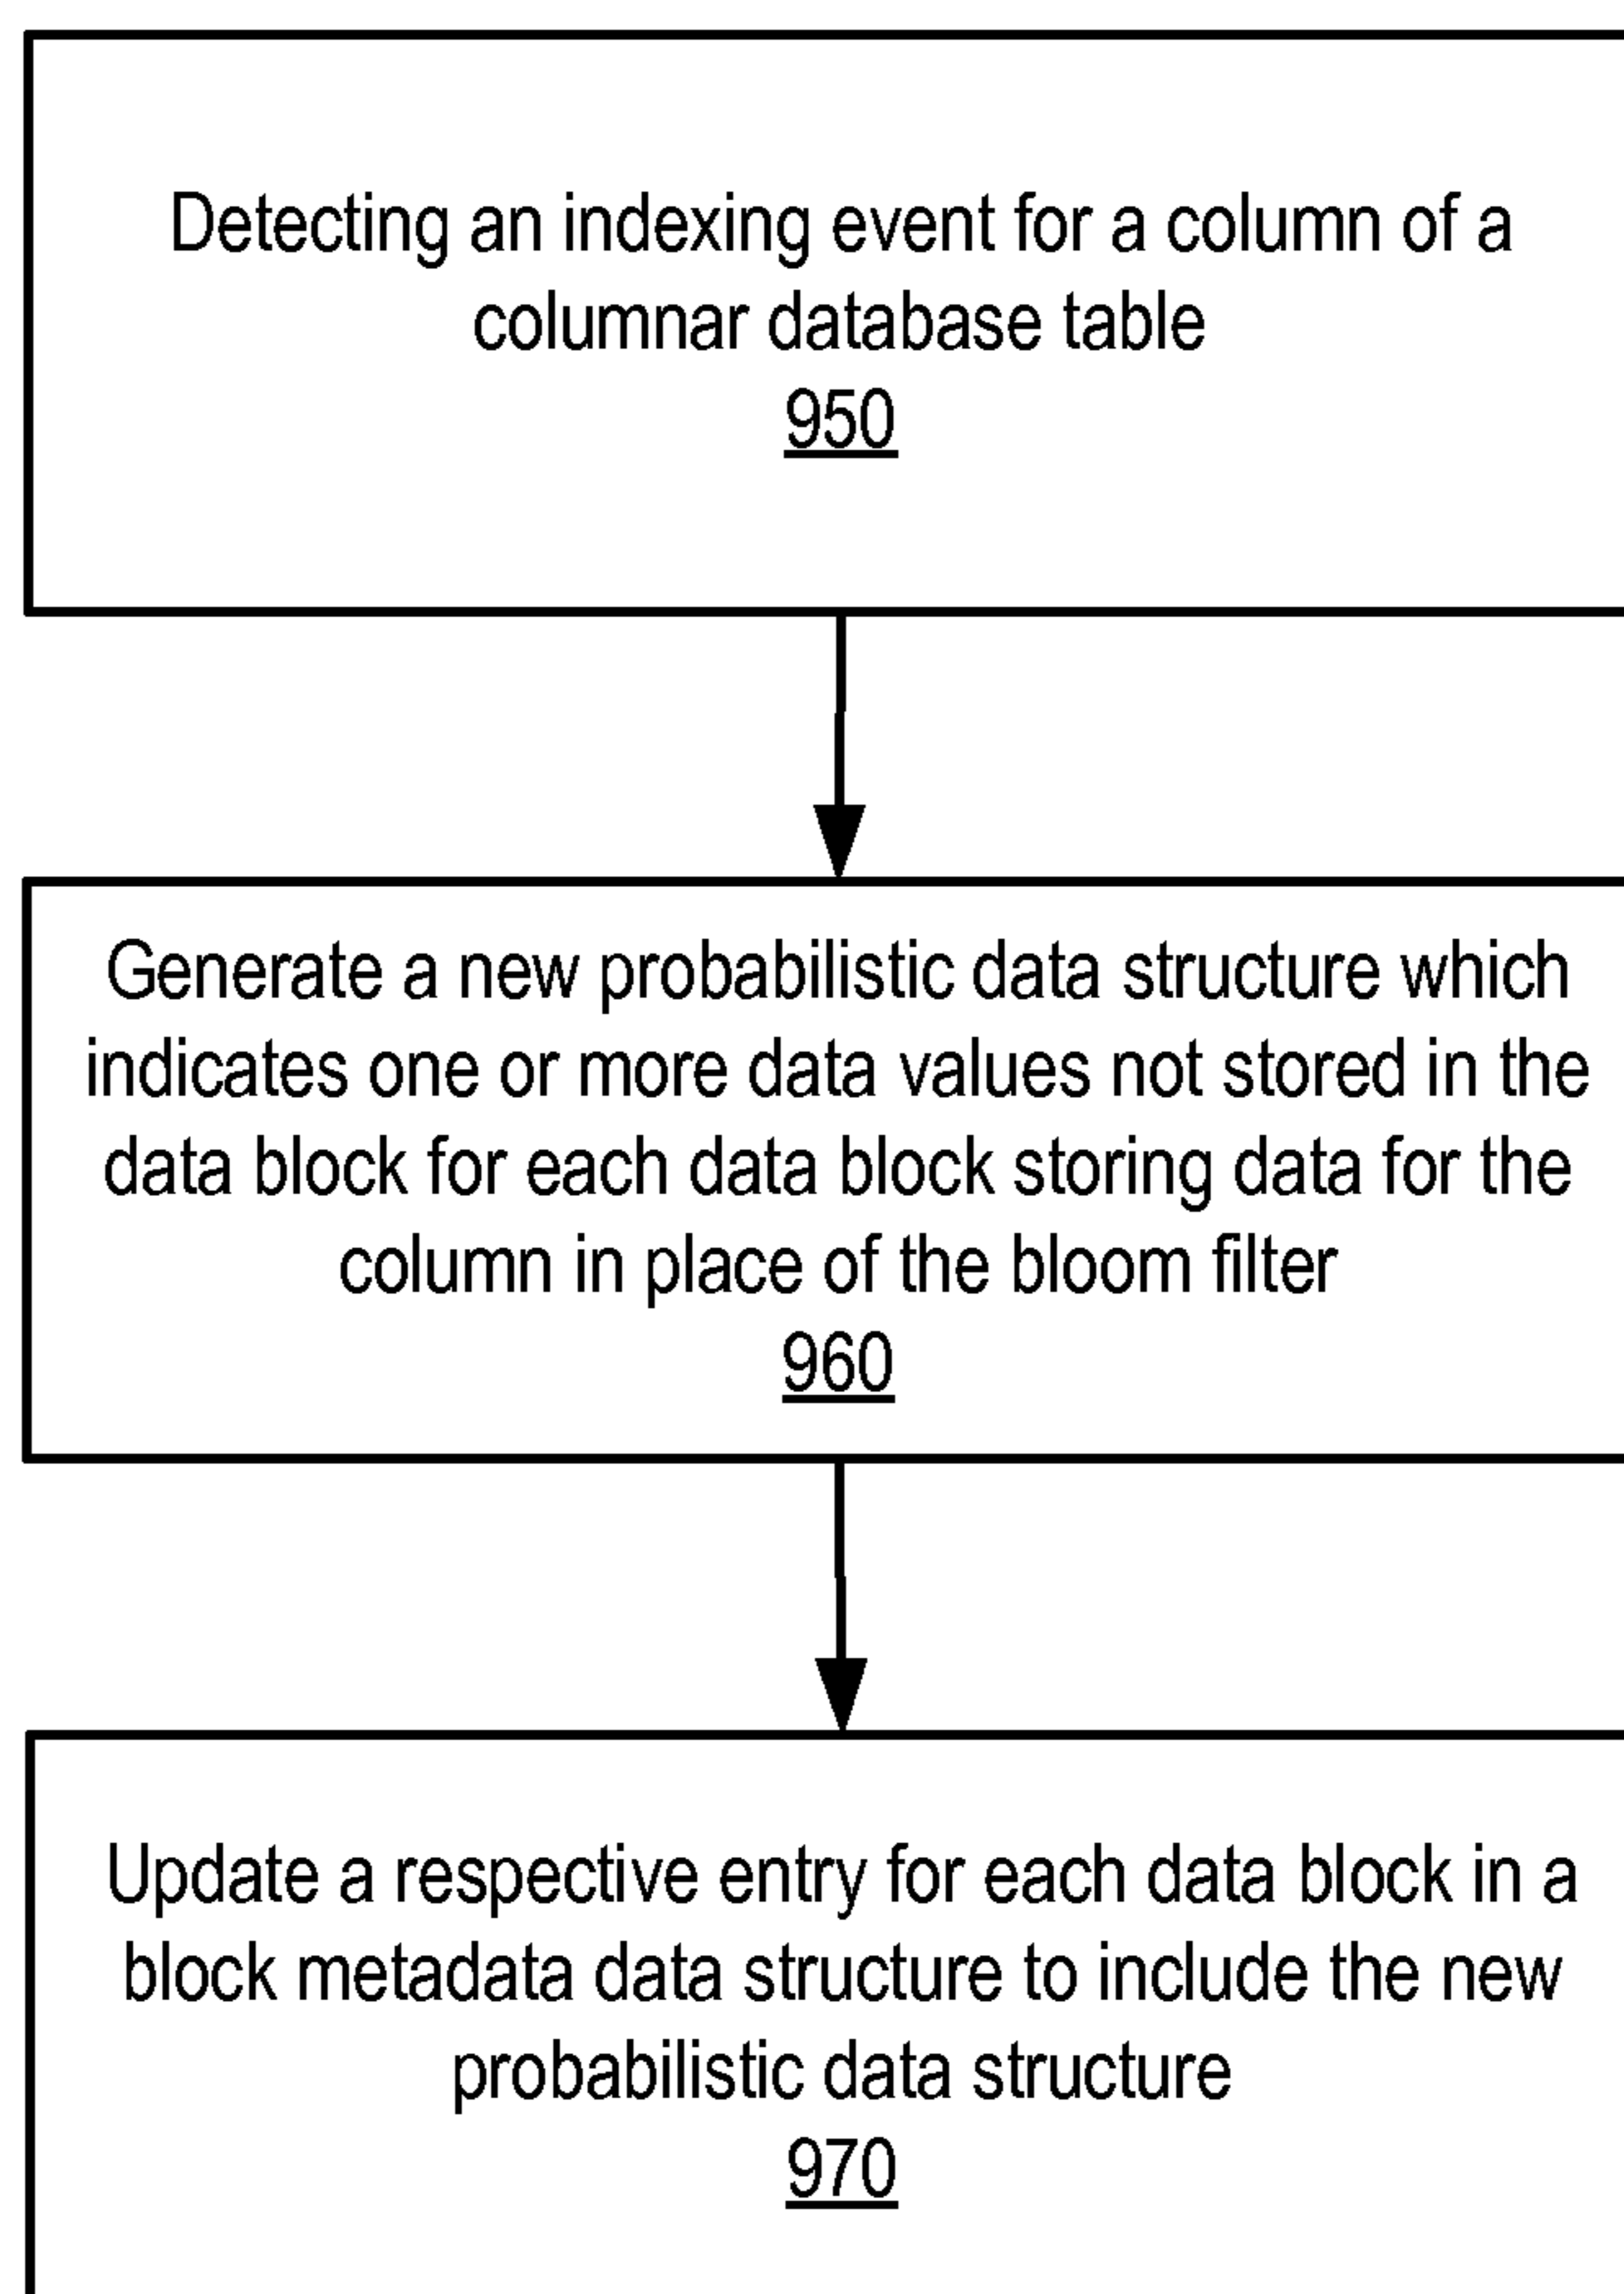 Detecting an indexing event for a column of a
columnar database table
950
Generate a new probabilistic data structure which
indicates one or more data values not stored in the
data block for each data block storing data for the
column in place of the bloom filter
960
Update a respective entry for each data block in a
block metadata data structure to include the new
probabilistic data structure
970